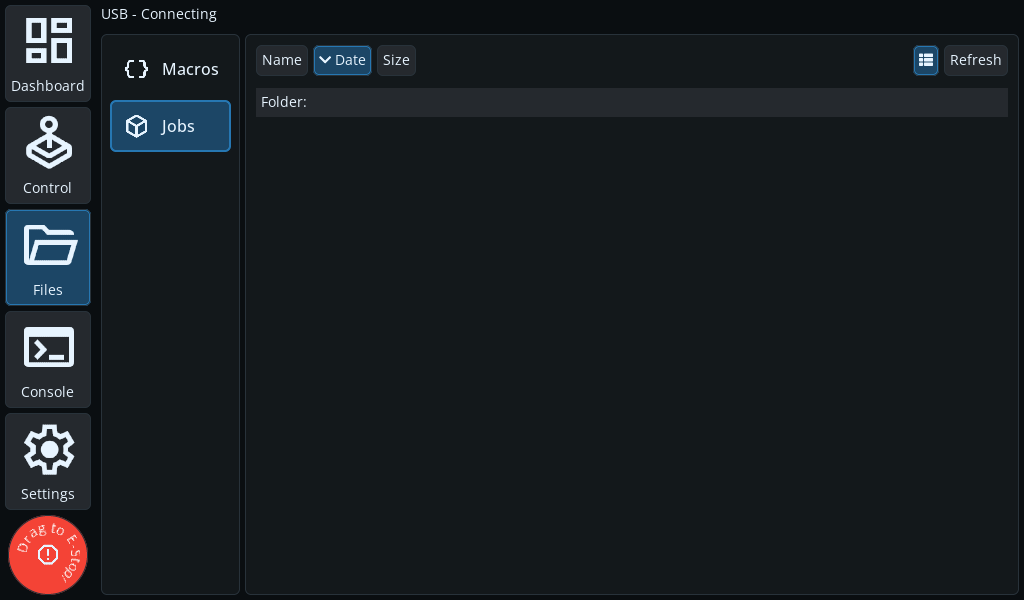 USB - Connecting
Dashboard
Control
Files
Console
Settings
Drag to E-Stop!
Macros
Jobs
Name
Date
Size
Refresh
Folder: